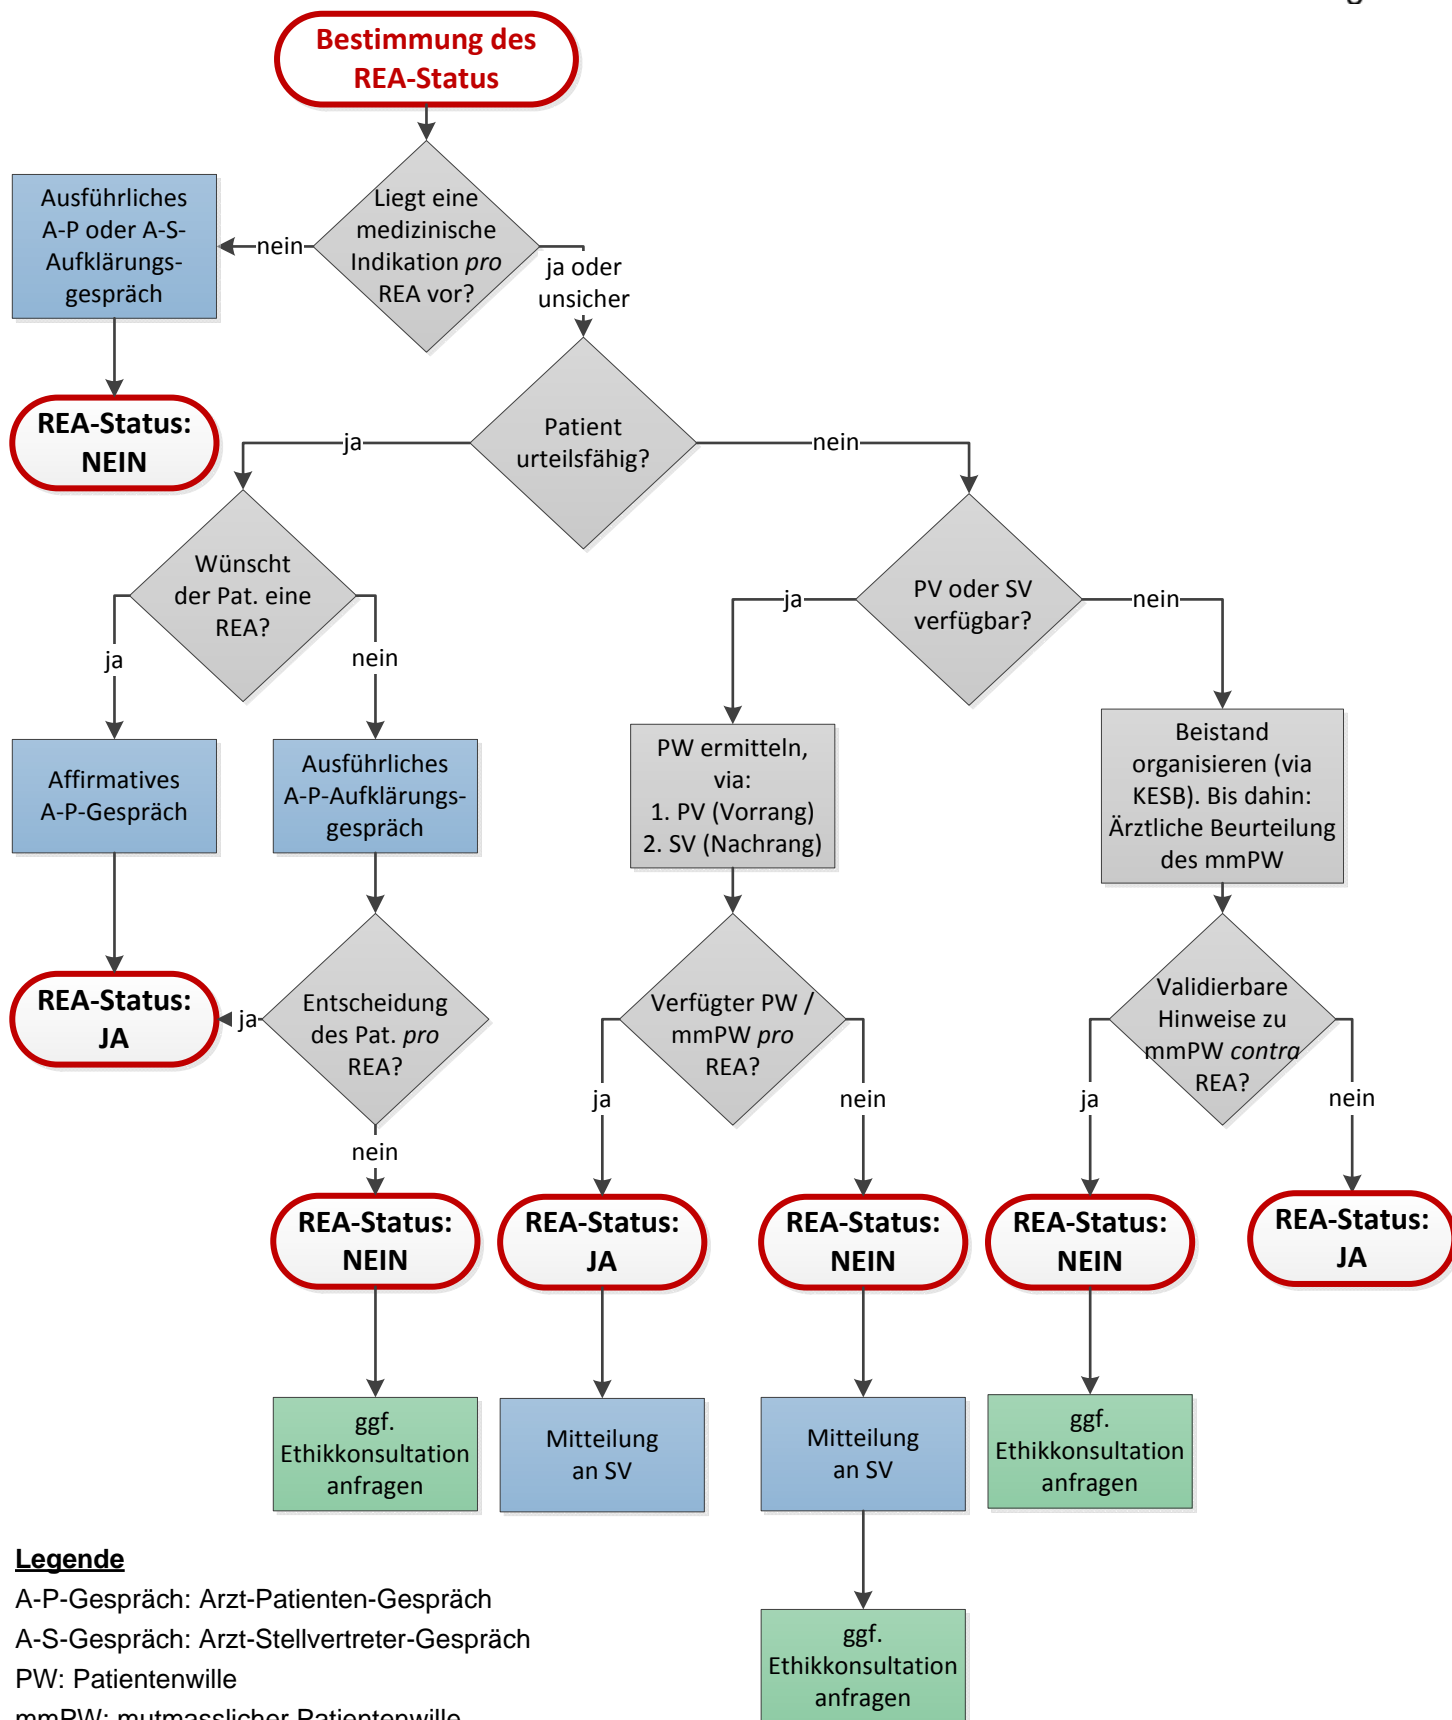 Bestimmung des
REA-Status
Liegt eine
medizinische
Indikation pro
REA vor?
nein
Ausführliches
A-P oder A-S-
Aufklärungs-
gespräch
REA-Status:
NEIN
ja oder
unsicher
Patient
urteilsfähig?
ja
nein
Wünscht
der Pat. eine
REA?
ja
nein
Affirmatives
A-P-Gespräch
Ausführliches
A-P-Aufklärungs-
gespräch
REA-Status:
JA
ja
Entscheidung
des Pat. pro
REA?
nein
REA-Status:
NEIN
ggf.
Ethikkonsultation
anfragen
PV oder SV
verfügbar?
ja
nein
PW ermitteln,
via:
1. PV (Vorrang)
2. SV (Nachrang)
Verfügter PW /
mmPW pro
REA?
ja
nein
REA-Status:
JA
Mitteilung
an SV
REA-Status:
NEIN
Mitteilung
an SV
ggf.
Ethikkonsultation
anfragen
Beistand
organisieren (via
KESB). Bis dahin:
Ärztliche Beurteilung
des mmPW
Validierbare
Hinweise zu
mmPW contra
REA?
ja
nein
REA-Status:
NEIN
ggf.
Ethikkonsultation
anfragen
REA-Status:
JA
Legende
A-P-Gespräch: Arzt-Patienten-Gespräch
A-S-Gespräch: Arzt-Stellvertreter-Gespräch
PW: Patientenwille
mmPW: mutmasslicher Patientenwille